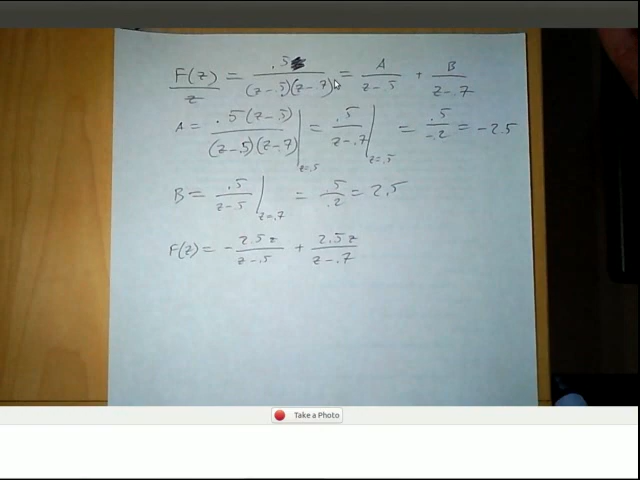 F(z)/z = .5/((z-.5)(z-.7)) = A/(z-.5) + B/(z-.7)
A = .5(z-.5)/((z-.5)(z-.7)) |z=.5 = .5/(z-.7) |z=.5 = .5/-.2 = -2.5
B = .5/(z-.5) |z=.7 = .5/.2 = 2.5
F(z) = - 2.5z/(z-.5) + 2.5z/(z-.7)
Take a Photo